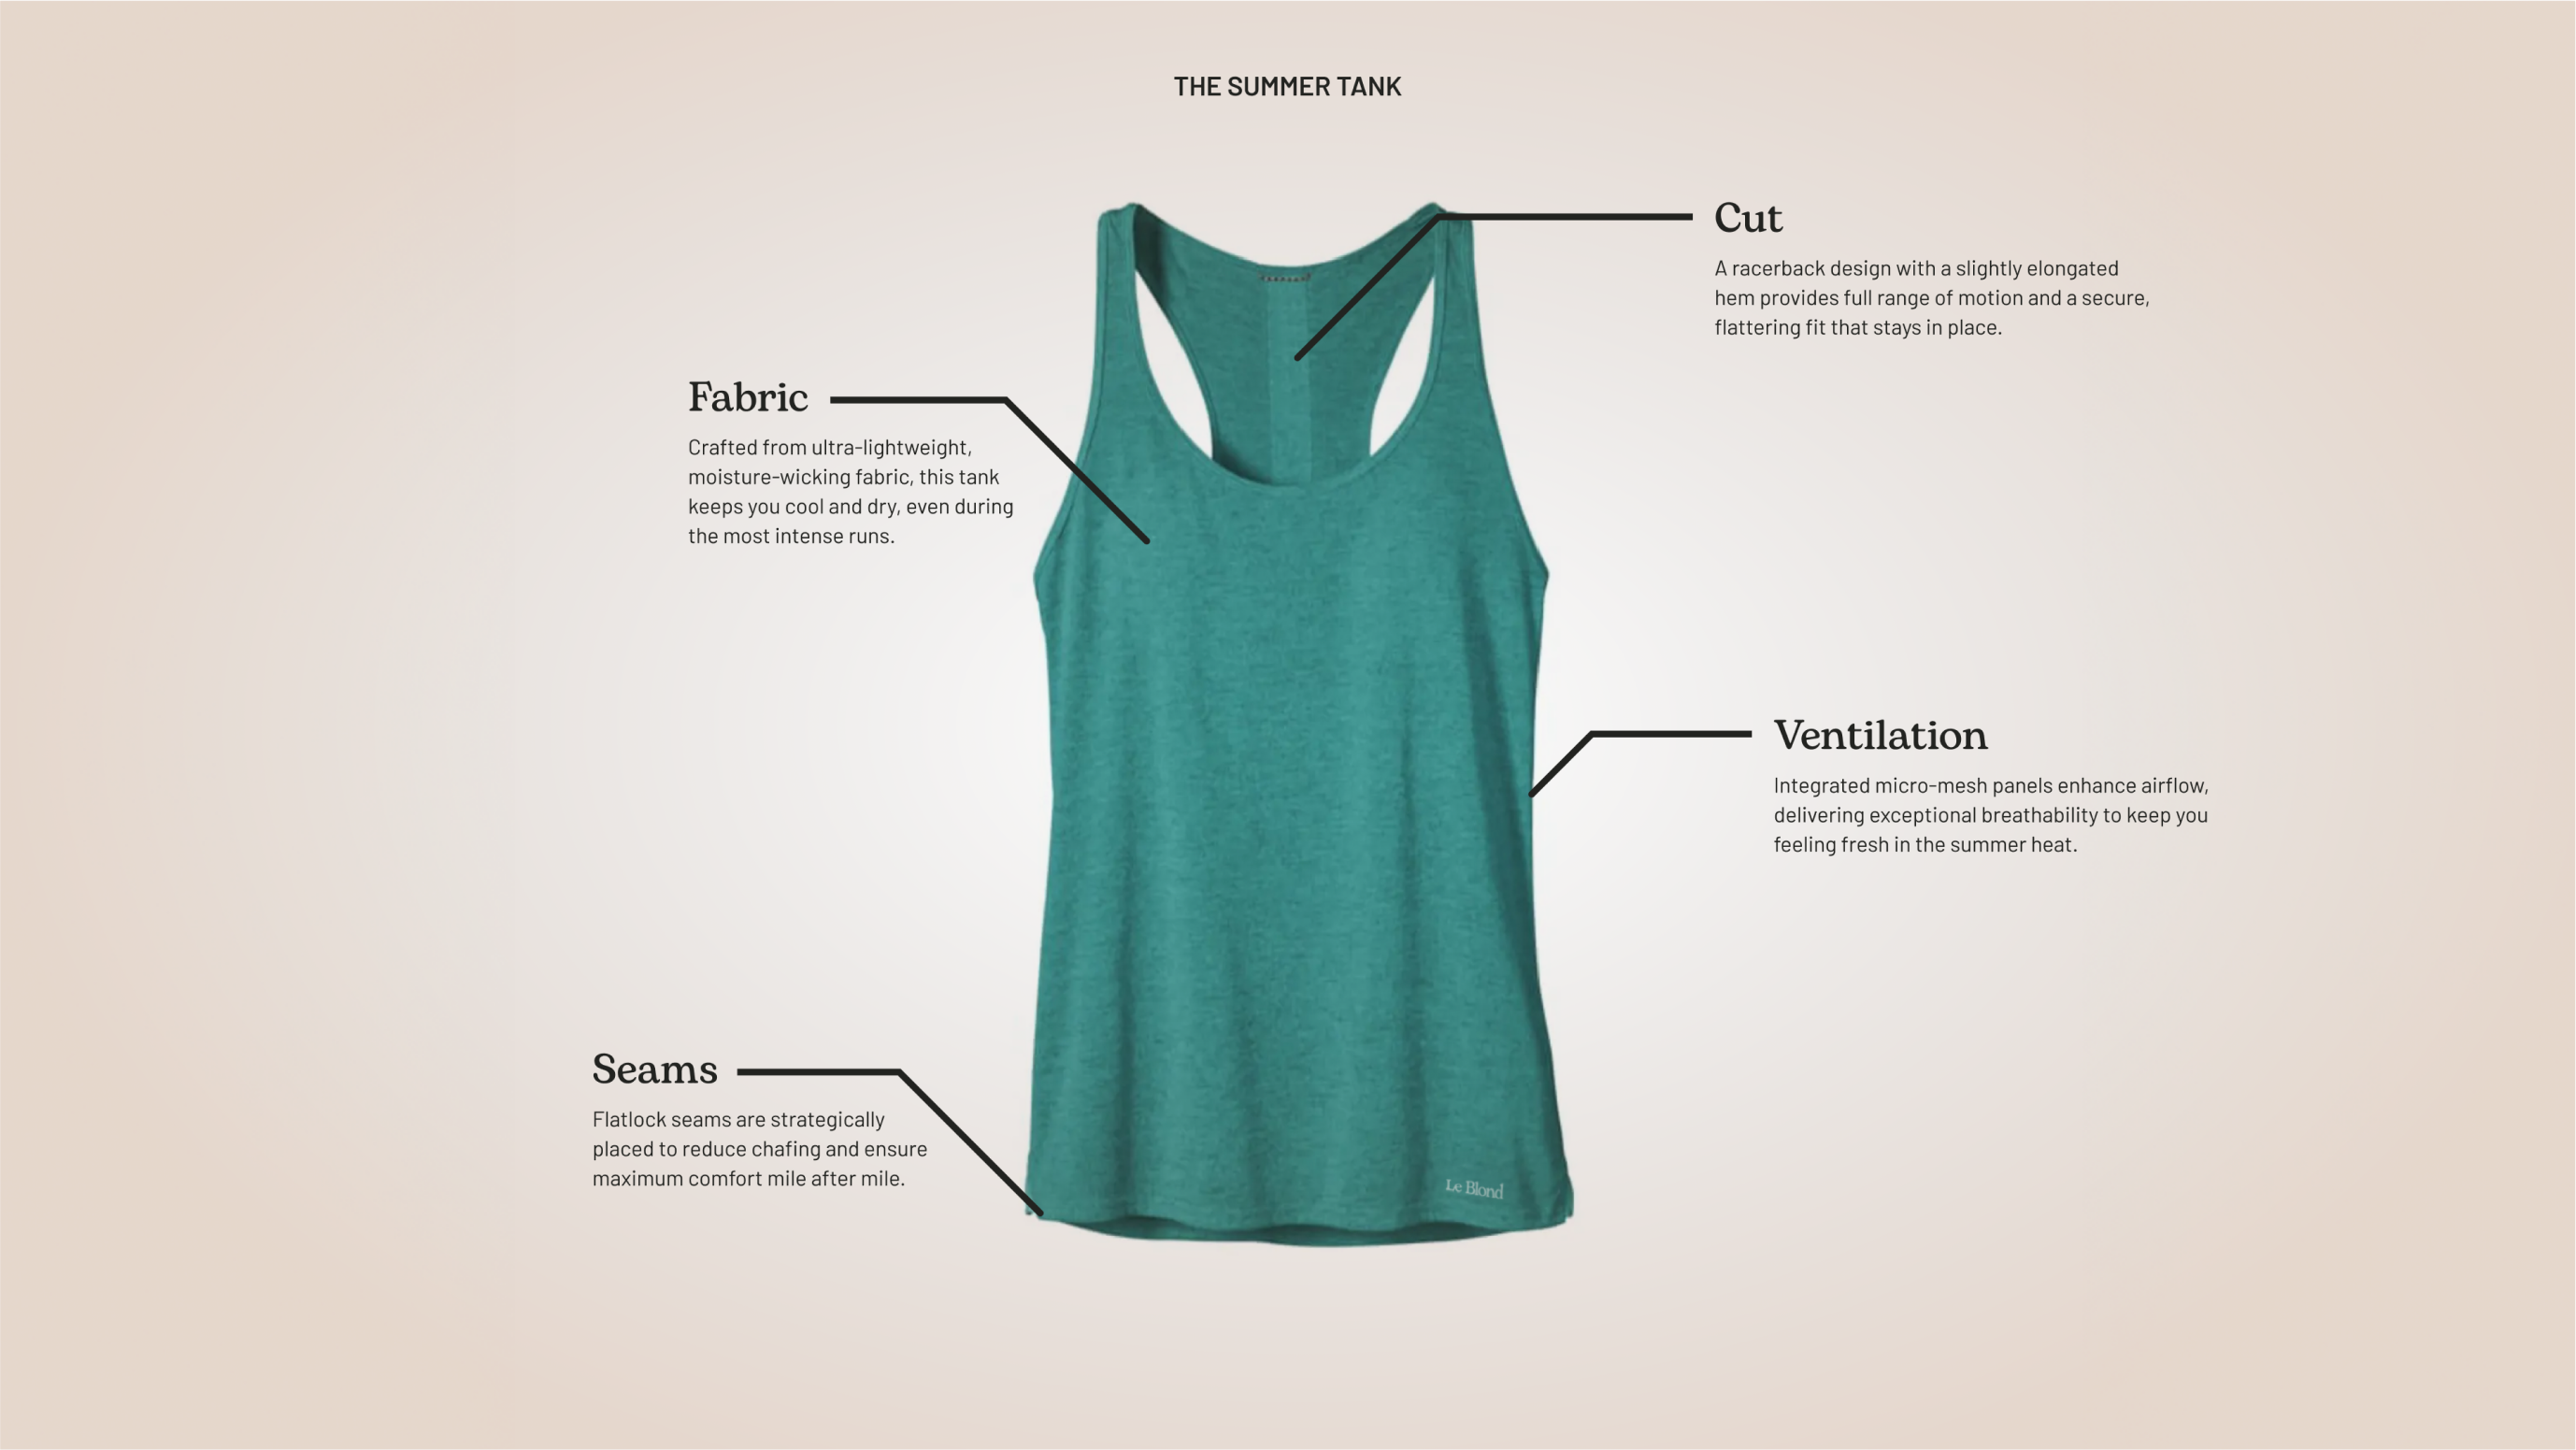 THE SUMMER TANK
Cut
A racerback design with a slightly elongated
hem provides full range of motion and a secure,
flattering fit that stays in place.
Fabric
Crafted from ultra-lightweight,
moisture-wicking fabric, this tank
keeps you cool and dry, even during
the most intense runs.
Ventilation
Integrated micro-mesh panels enhance airflow,
delivering exceptional breathability to keep you
feeling fresh in the summer heat.
Seams
Flatlock seams are strategically
placed to reduce chafing and ensure
maximum comfort mile after mile.
Le Blond